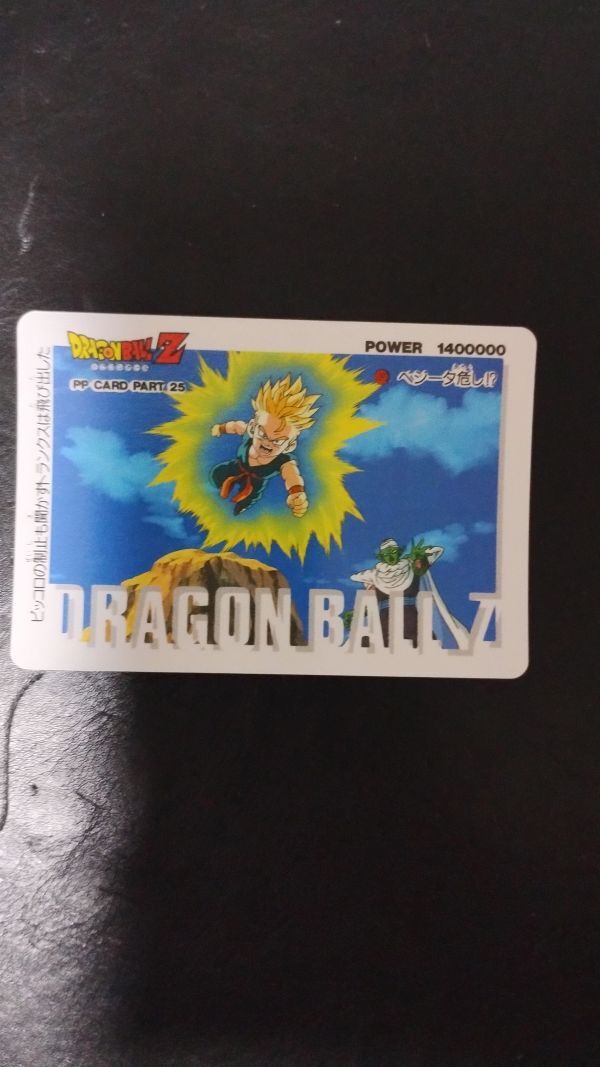 DRAGON BALL Z
PP CARD PART 25
POWER 1400000
ベジータ危し!?
ピッコロの制止も聞かずトランクスは飛び出した
DRAGON BALL Z